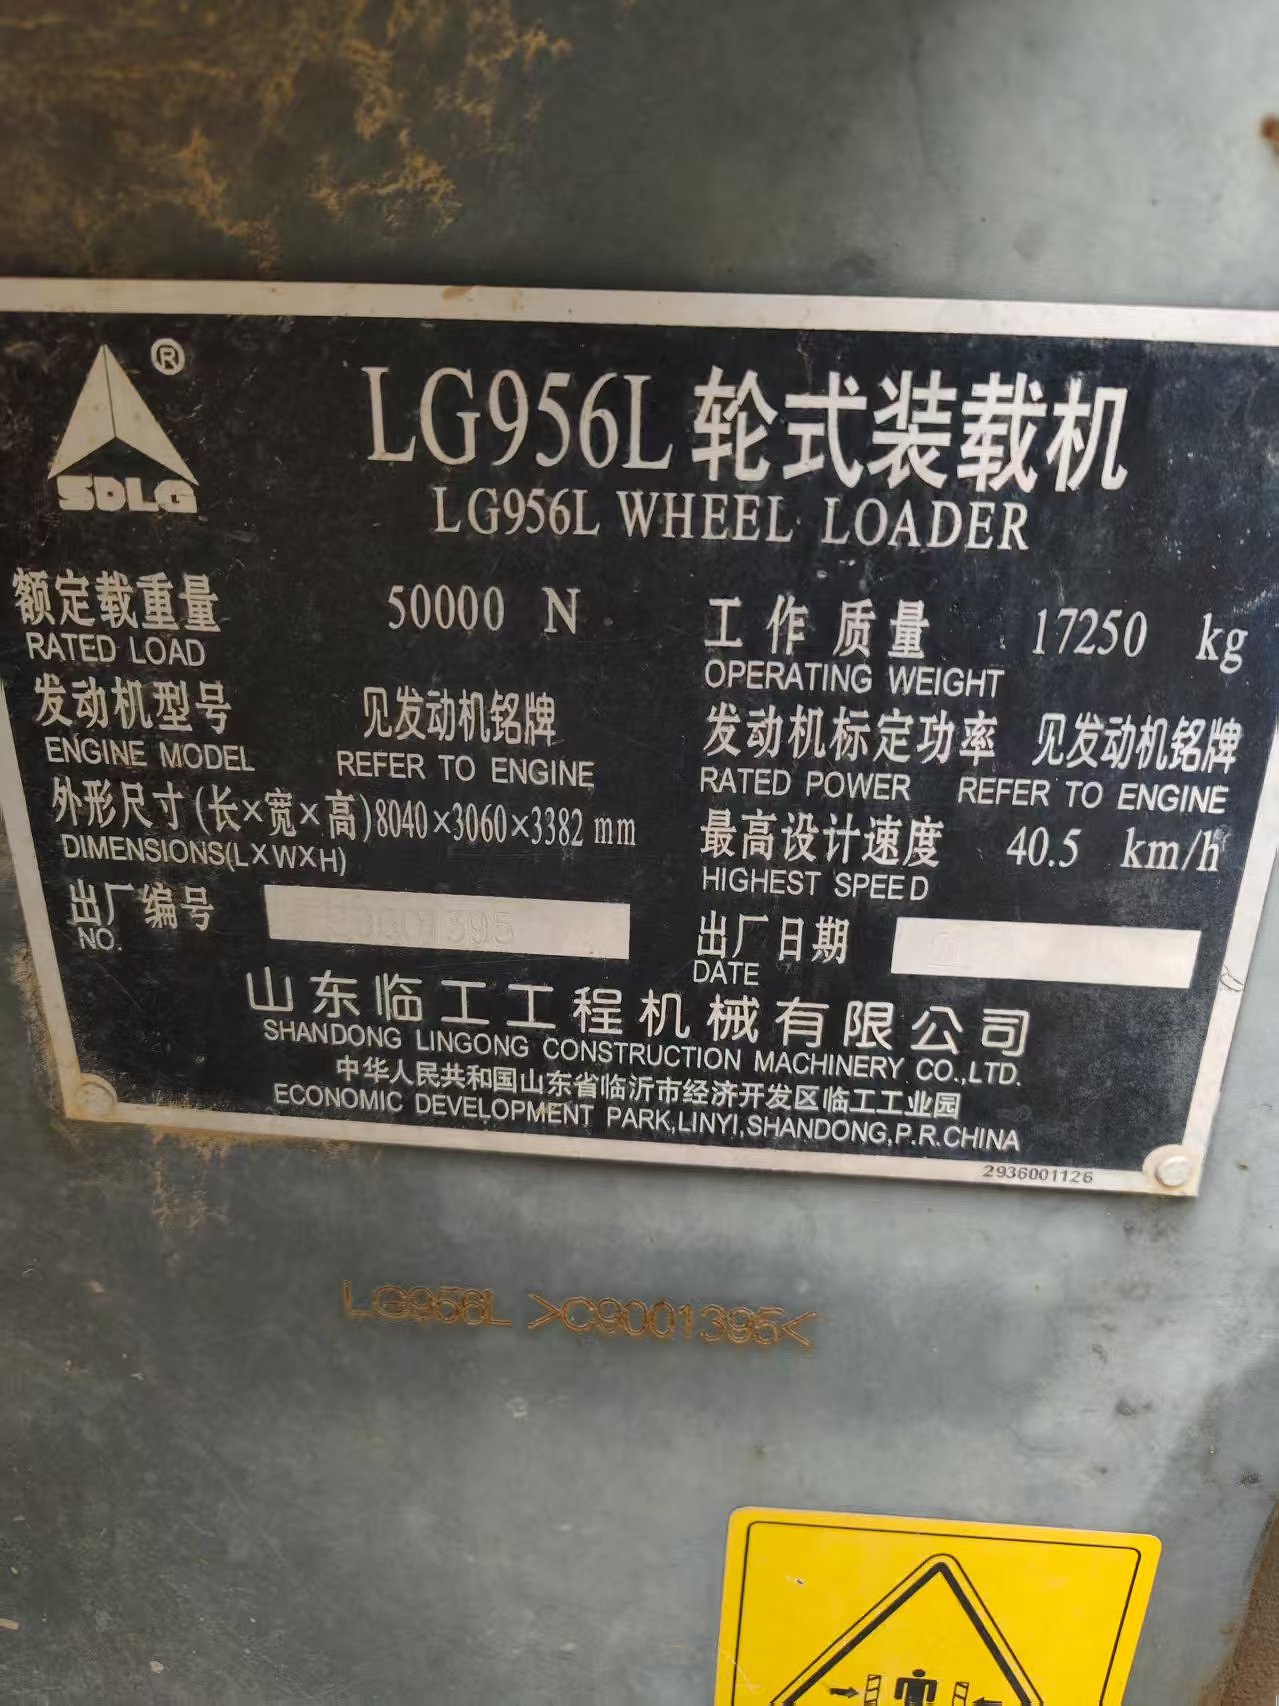 ®
SDLG
LG956L 轮式装载机
LG956L WHEEL LOADER
额定载重量 50000 N
RATED LOAD
工作质量 17250 kg
OPERATING WEIGHT
发动机型号 见发动机铭牌
ENGINE MODEL REFER TO ENGINE
发动机标定功率 见发动机铭牌
RATED POWER REFER TO ENGINE
外形尺寸(长×宽×高)8040×3060×3382 mm
DIMENSIONS(L×W×H)
最高设计速度 40.5 km/h
HIGHEST SPEED
出厂编号
NO.
出厂日期
DATE
山东临工工程机械有限公司
SHANDONG LINGONG CONSTRUCTION MACHINERY CO.,LTD.
中华人民共和国山东省临沂市经济开发区临工工业园
ECONOMIC DEVELOPMENT PARK,LINYI,SHANDONG,P.R.CHINA
2936001126
LG956L >C9001395<